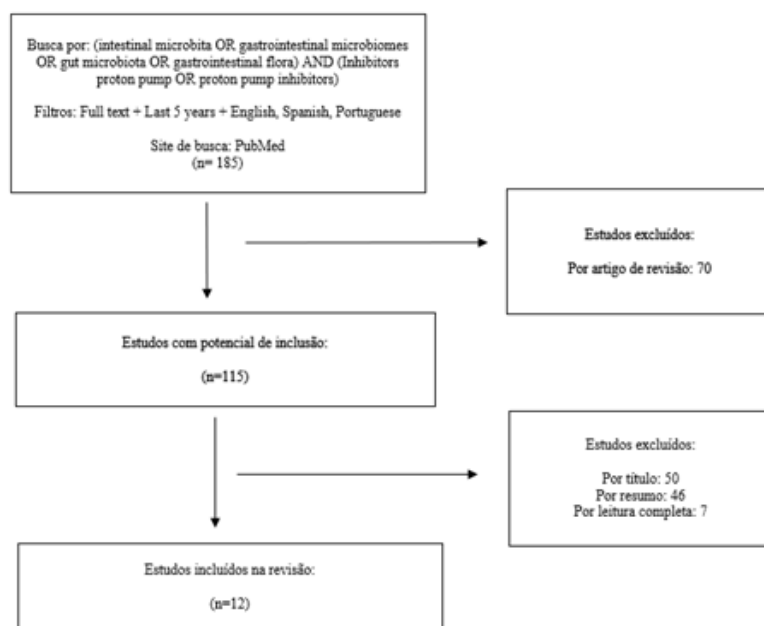 Busca por: (intestinal microbita OR gastrointestinal microbiomes
OR gut microbiota OR gastrointestinal flora) AND (Inhibitors
proton pump OR proton pump inhibitors)
Filtros: Full text + Last 5 years + English, Spanish, Portuguese
Site de busca: PubMed
(n= 185)
Estudos excluídos:
Por artigo de revisão: 70
Estudos com potencial de inclusão:
(n=115)
Estudos excluídos:
Por título: 50
Por resumo: 46
Por leitura completa: 7
Estudos incluídos na revisão:
(n=12)